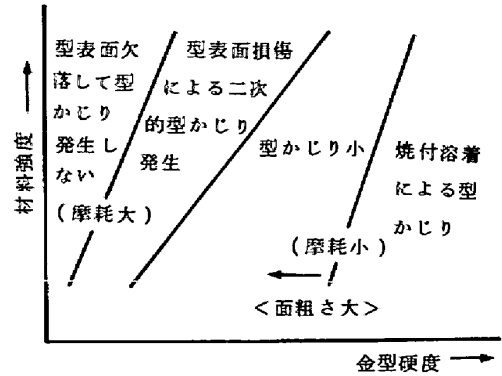 型表面欠
落して型
かじり
発生し
ない
(摩耗大)
型表面損傷
による二次
的型かじり
発生
型かじり小
(摩耗小)
焼付溶着
による型
かじり
<面粗さ大>
材料強度
金型硬度